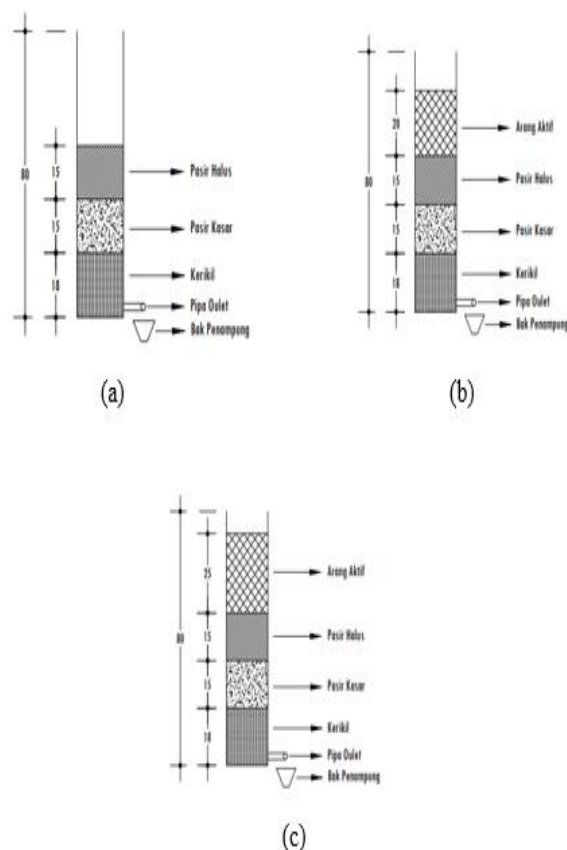 80
15
15
18
Pasir Halus
Pasir Kasar
Kerikil
Pipa Oulet
Bak Penampung
(a)
80
20
15
15
18
Arang Aktif
Pasir Halus
Pasir Kasar
Kerikil
Pipa Oulet
Bak Penampung
(b)
80
25
15
15
18
Arang Aktif
Pasir Halus
Pasir Kasar
Kerikil
Pipa Oulet
Bak Penampung
(c)